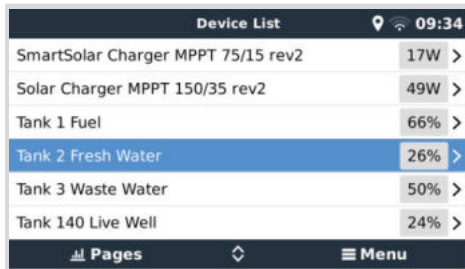 Device List 09:34
SmartSolar Charger MPPT 75/15 rev2 17W
Solar Charger MPPT 150/35 rev2 49W
Tank 1 Fuel 66%
Tank 2 Fresh Water 26%
Tank 3 Waste Water 50%
Tank 140 Live Well 24%
Pages Menu